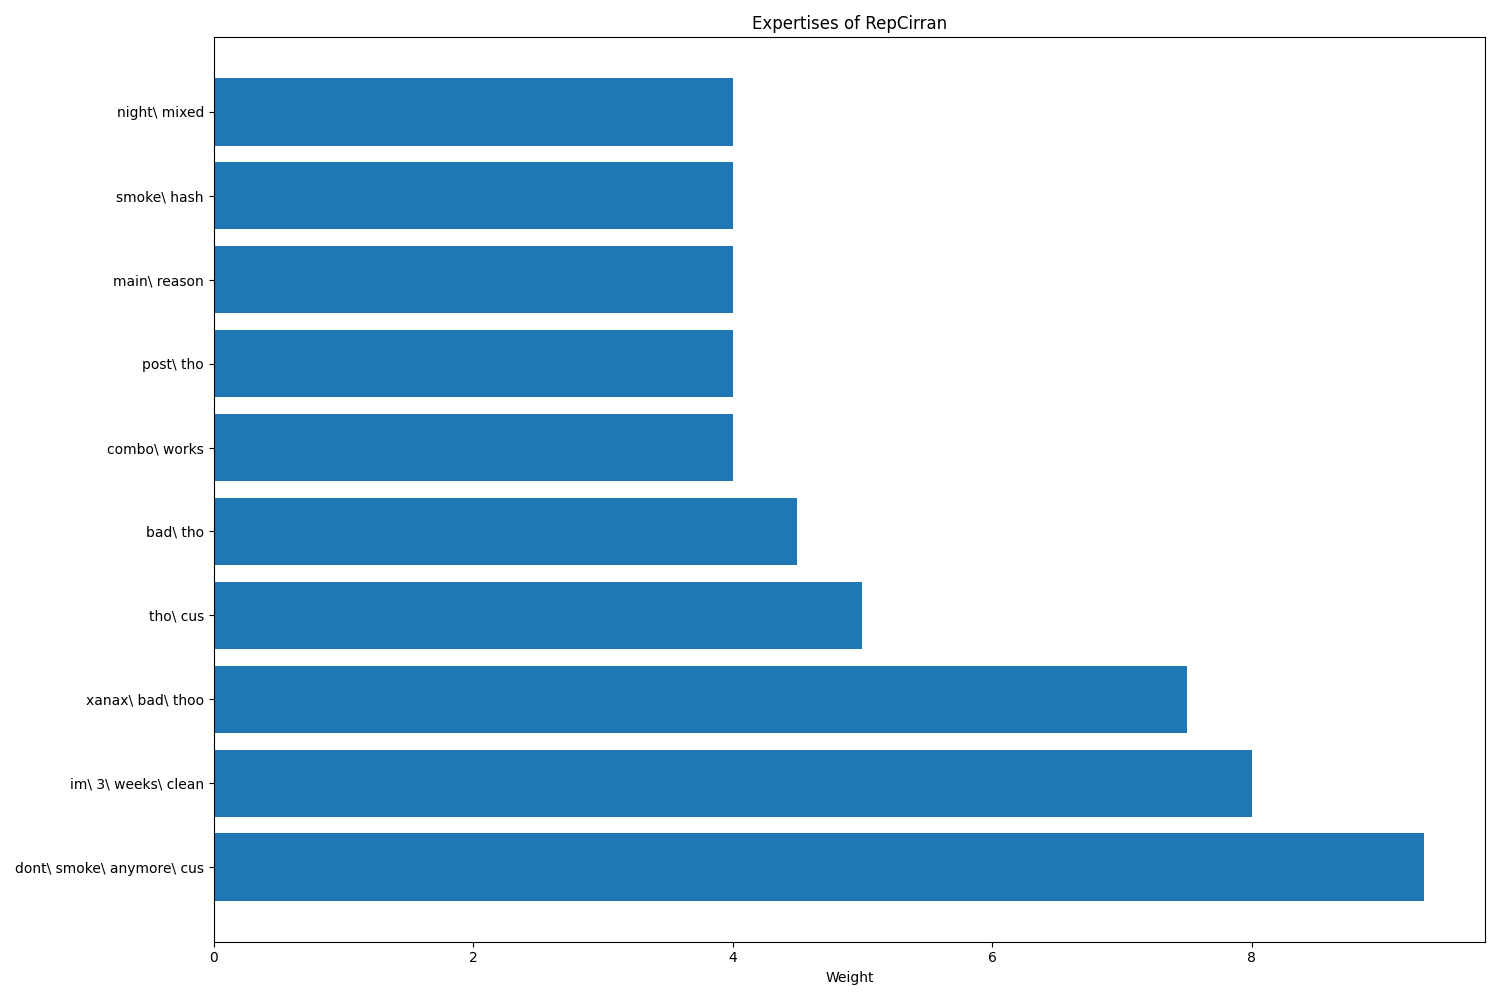 Expertises of RepCirran
night\ mixed
smoke\ hash
main\ reason
post\ tho
combo\ works
bad\ tho
tho\ cus
xanax\ bad\ thoo
im\ 3\ weeks\ clean
dont\ smoke\ anymore\ cus
0 2 4 6 8
Weight